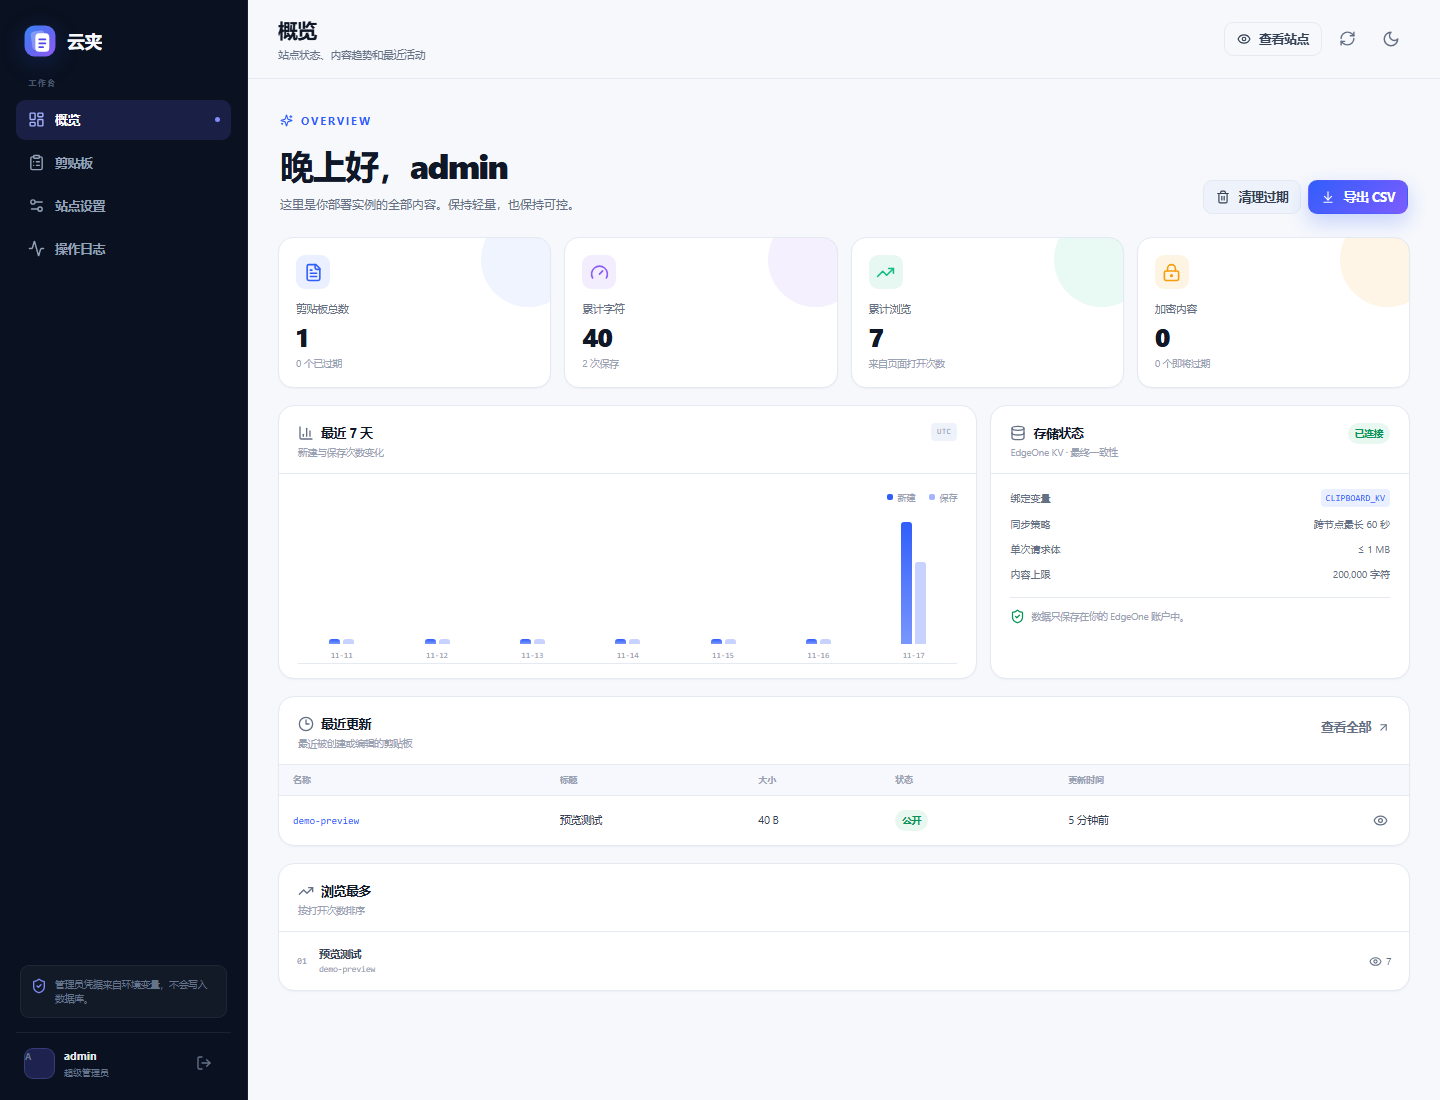 云夹
工作台
概览
剪贴板
站点设置
操作日志
管理员凭据来自环境变量，不会写入
数据库。
A
admin
超级管理员
概览
站点状态、内容趋势和最近活动
查看站点
OVERVIEW
晚上好，admin
这里是你部署实例的全部内容。保持轻量，也保持可控。
清理过期
导出 CSV
剪贴板总数
1
0 个已过期
累计字符
40
2 次保存
累计浏览
7
来自页面打开次数
加密内容
0
0 个即将过期
最近 7 天
新建与保存次数变化
UTC
新建
保存
11-11
11-12
11-13
11-14
11-15
11-16
11-17
存储状态
EdgeOne KV · 最终一致性
已连接
绑定变量
CLIPBOARD_KV
同步策略
跨节点最长 60 秒
单次请求体
≤ 1 MB
内容上限
200,000 字符
数据只保存在你的 EdgeOne 账户中。
最近更新
最近被创建或编辑的剪贴板
查看全部
名称
标题
大小
状态
更新时间
demo-preview
预览测试
40 B
公开
5 分钟前
浏览最多
按打开次数排序
01
预览测试
demo-preview
7